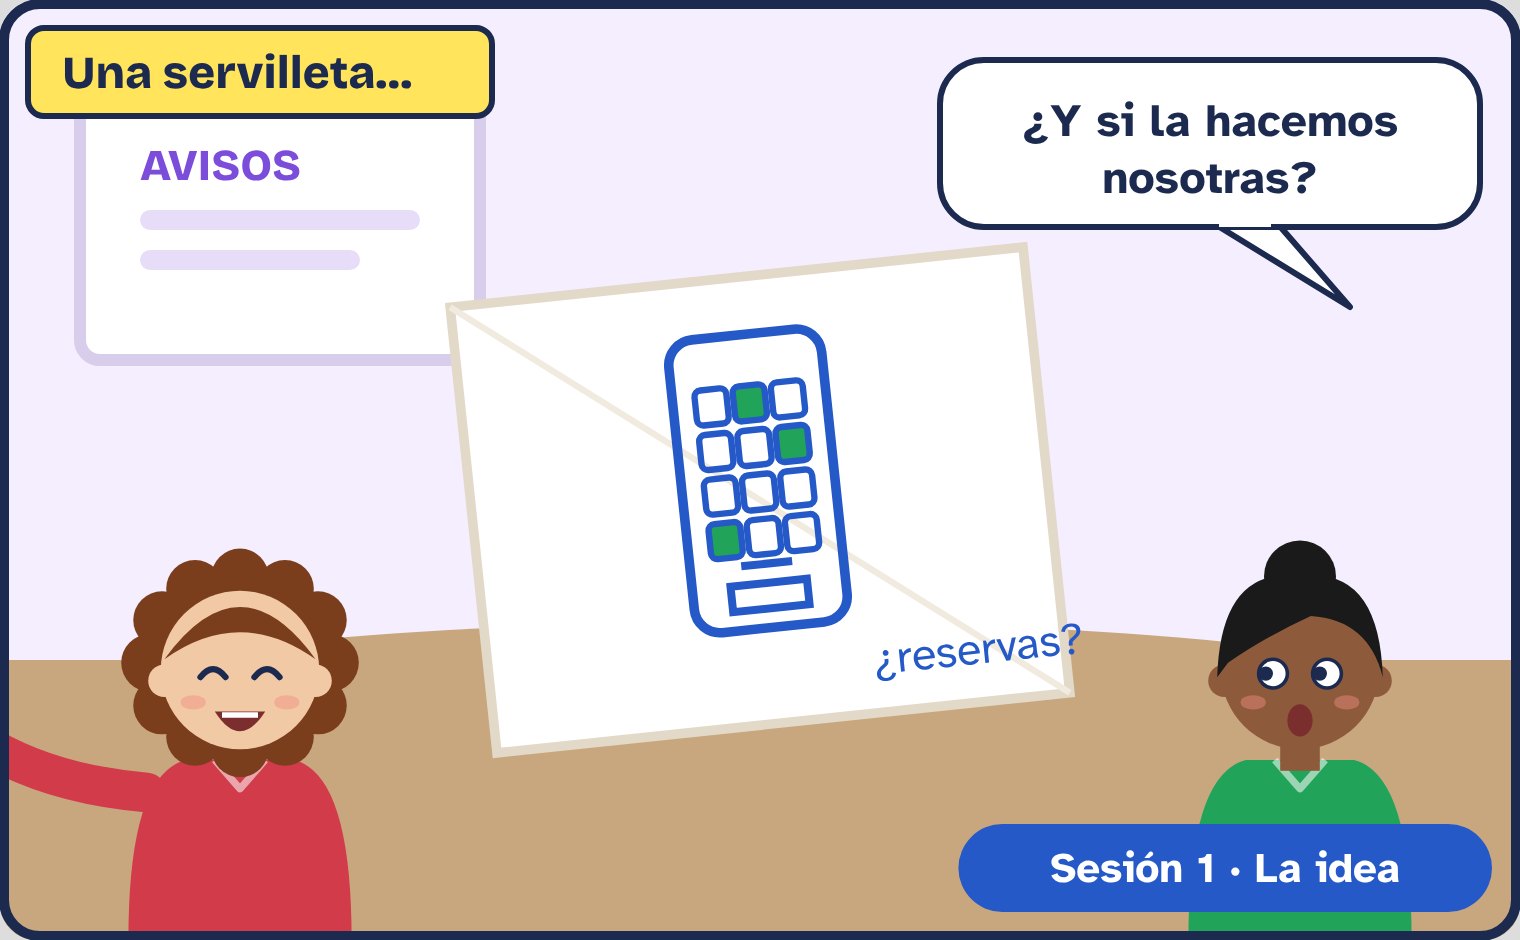 Una servilleta...
AVISOS
¿Y si la hacemos
nosotras?
¿reservas?
Sesión 1 · La idea